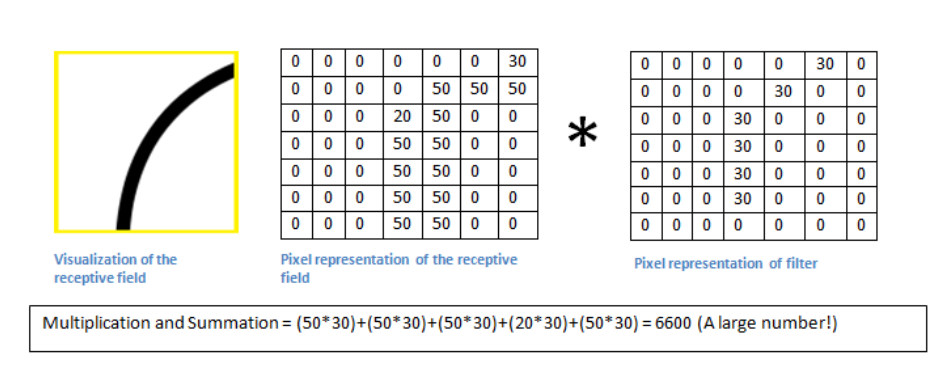 0 0 0 0 0 0 30
0 0 0 0 50 50 50
0 0 0 20 50 0 0
0 0 0 50 50 0 0
0 0 0 50 50 0 0
0 0 0 50 50 0 0
0 0 0 50 50 0 0
*
0 0 0 0 0 30 0
0 0 0 0 30 0 0
0 0 0 30 0 0 0
0 0 0 30 0 0 0
0 0 0 30 0 0 0
0 0 0 30 0 0 0
0 0 0 0 0 0 0
Visualization of the
receptive field
Pixel representation of the receptive
field
Pixel representation of filter
Multiplication and Summation = (50*30)+(50*30)+(50*30)+(20*30)+(50*30) = 6600 (A large number!)